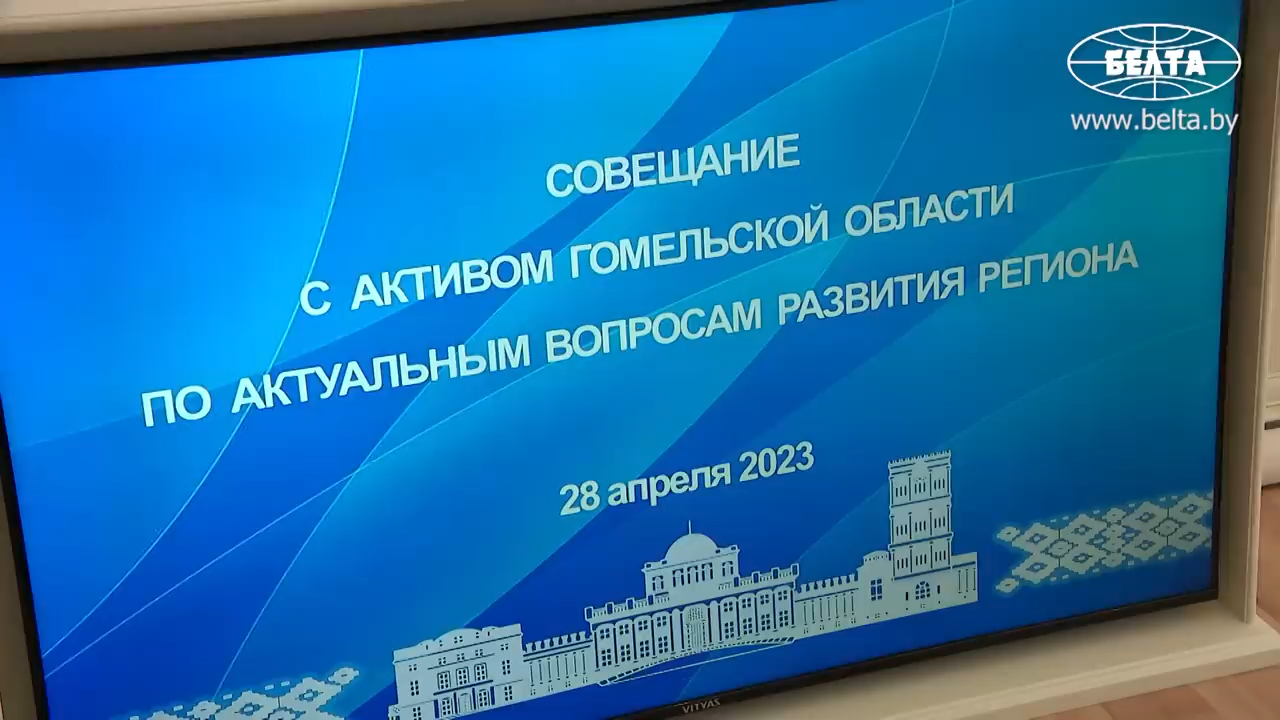 БЕЛТА
www.belta.by
СОВЕЩАНИЕ
С АКТИВОМ ГОМЕЛЬСКОЙ ОБЛАСТИ
ПО АКТУАЛЬНЫМ ВОПРОСАМ РАЗВИТИЯ РЕГИОНА
28 апреля 2023
VITYAS